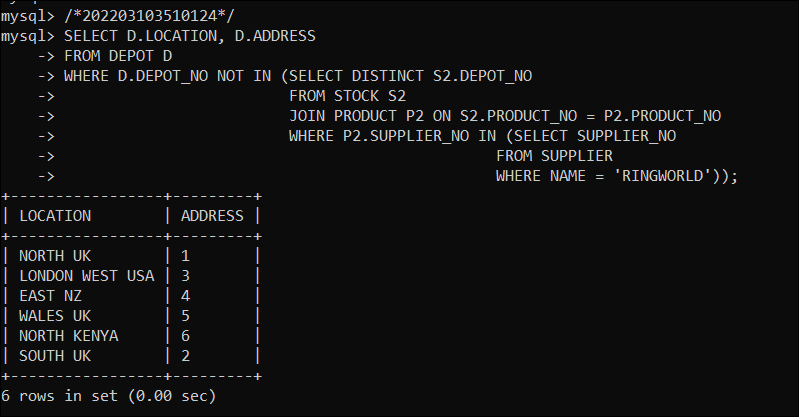 mysql> /*202203103510124*/
mysql> SELECT D.LOCATION, D.ADDRESS
    -> FROM DEPOT D
    -> WHERE D.DEPOT_NO NOT IN (SELECT DISTINCT S2.DEPOT_NO
    ->                          FROM STOCK S2
    ->                          JOIN PRODUCT P2 ON S2.PRODUCT_NO = P2.PRODUCT_NO
    ->                          WHERE P2.SUPPLIER_NO IN (SELECT SUPPLIER_NO
    ->                                                 FROM SUPPLIER
    ->                                                 WHERE NAME = 'RINGWORLD'));
+-----------------+---------+
| LOCATION        | ADDRESS |
+-----------------+---------+
| NORTH UK        | 1       |
| LONDON WEST USA | 3       |
| EAST NZ         | 4       |
| WALES UK        | 5       |
| NORTH KENYA     | 6       |
| SOUTH UK        | 2       |
+-----------------+---------+
6 rows in set (0.00 sec)